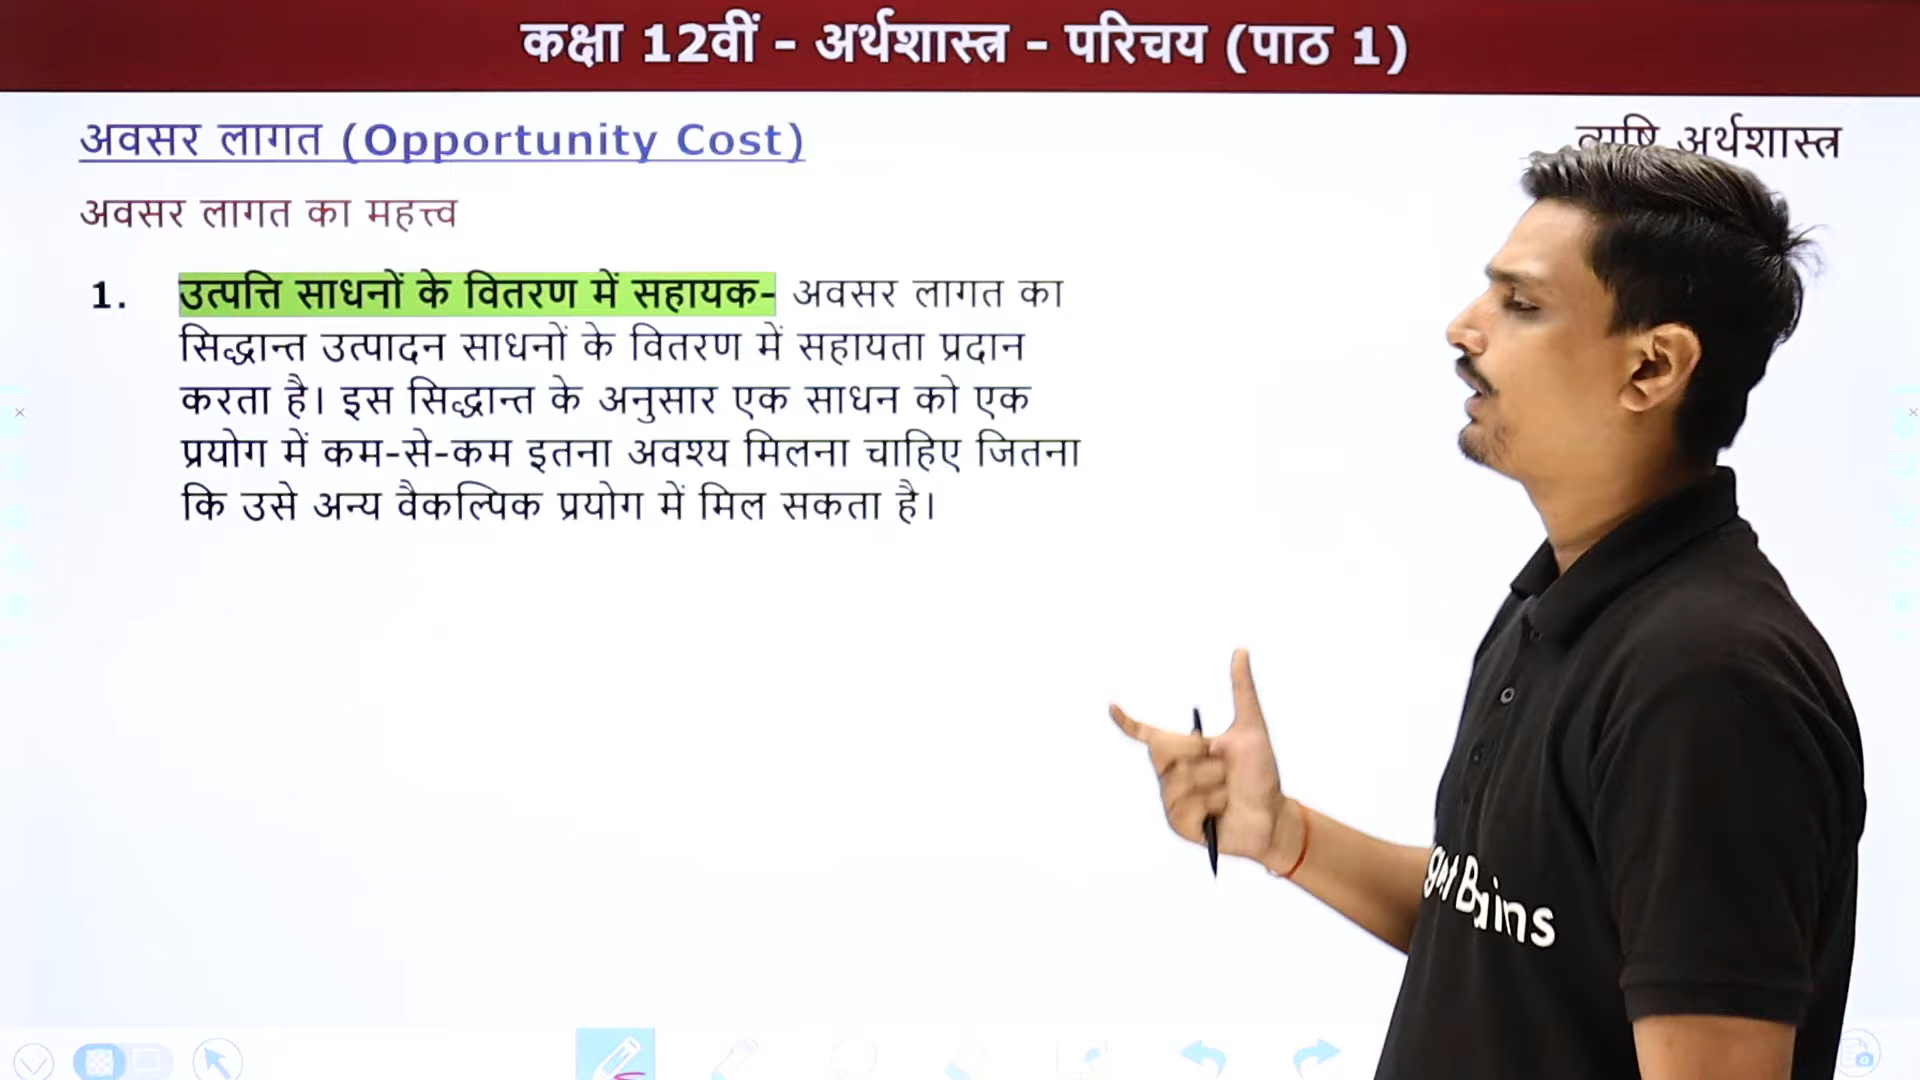 कक्षा 12वीं - अर्थशास्त्र - परिचय (पाठ 1)
अवसर लागत (Opportunity Cost)
अर्थशास्त्र
अवसर लागत का महत्त्व
1. उत्पत्ति साधनों के वितरण में सहायक- अवसर लागत का
सिद्धान्त उत्पादन साधनों के वितरण में सहायता प्रदान
करता है। इस सिद्धान्त के अनुसार एक साधन को एक
प्रयोग में कम-से-कम इतना अवश्य मिलना चाहिए जितना
कि उसे अन्य वैकल्पिक प्रयोग में मिल सकता है।
Brains